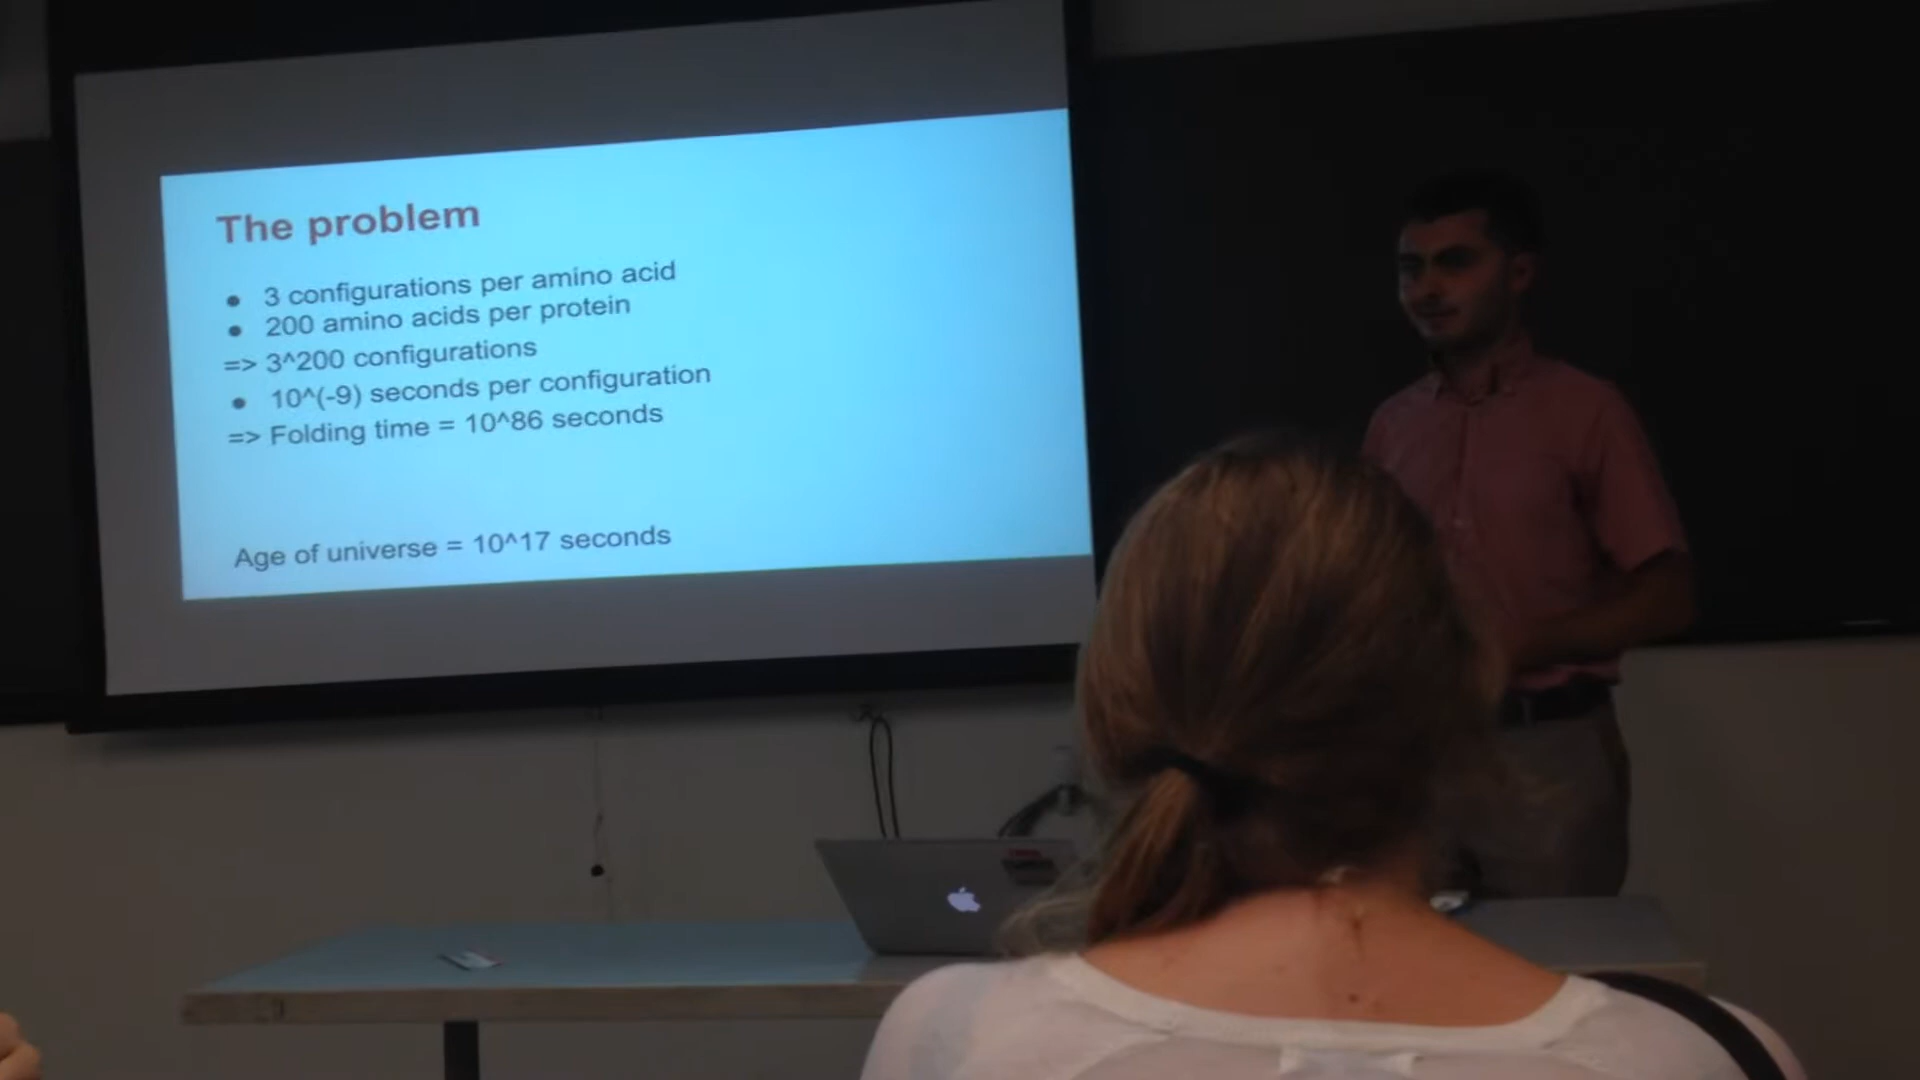 The problem
● 3 configurations per amino acid
● 200 amino acids per protein
=> 3^200 configurations
● 10^(-9) seconds per configuration
=> Folding time = 10^86 seconds
Age of universe = 10^17 seconds